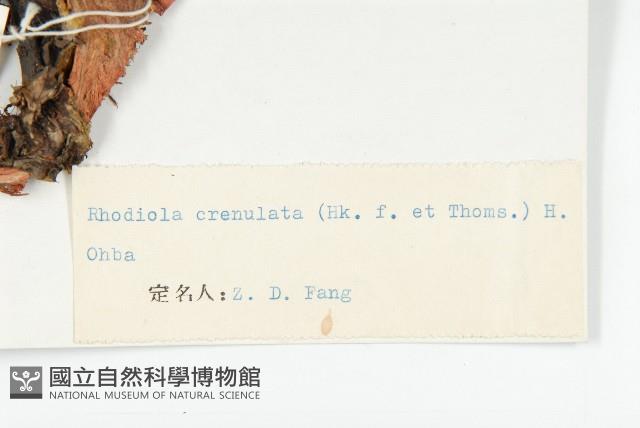 Rhodiola crenulata (Hk. f. et Thoms.) H.
Ohba
定名人:Z. D. Fang
國立自然科學博物館
NATIONAL MUSEUM OF NATURAL SCIENCE